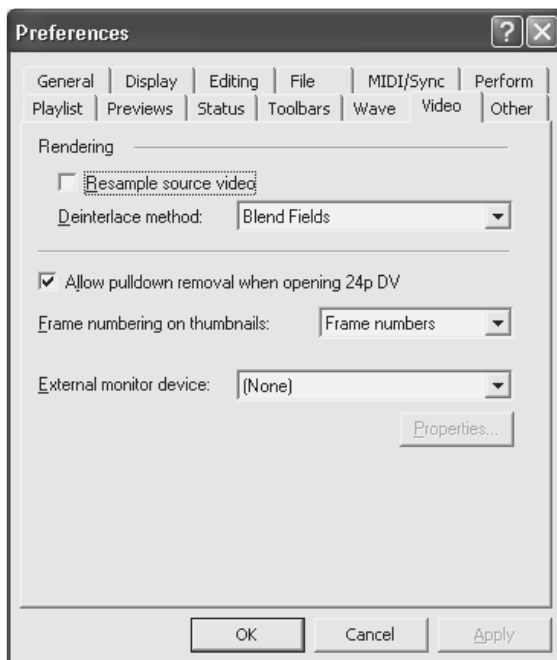 Preferences
General Display Editing File MIDI/Sync Perform
Playlist Previews Status Toolbars Wave Video Other
Rendering
Resample source video
Deinterlace method: Blend Fields
Allow pulldown removal when opening 24p DV
Frame numbering on thumbnails: Frame numbers
External monitor device: (None)
Properties...
OK Cancel Apply